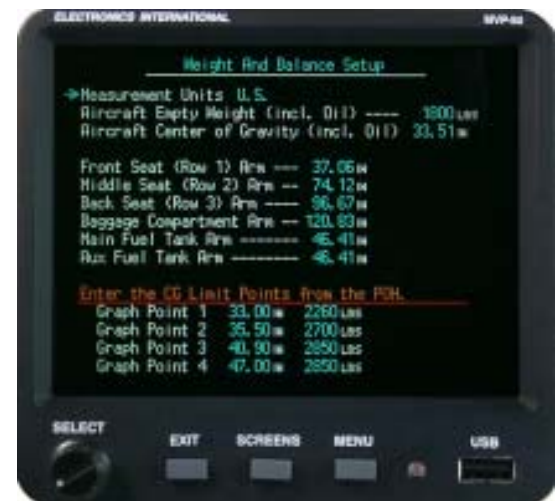 ELECTRONICS INTERNATIONAL MVP-50
Weight And Balance Setup
Measurement Units U.S.
Aircraft Empty Weight (incl. Oil) ---- 1800 LBS
Aircraft Center of Gravity (incl. Oil) 33.51 IN
Front Seat (Row 1) Arm --- 37.06 IN
Middle Seat (Row 2) Arm -- 74.12 IN
Back Seat (Row 3) Arm ---- 96.67 IN
Baggage Compartment Arm -- 120.83 IN
Main Fuel Tank Arm ------- 46.41 IN
Aux Fuel Tank Arm -------- 46.41 IN
Enter the CG Limit Points from the POH.
Graph Point 1 33.00 IN 2260 LBS
Graph Point 2 35.50 IN 2700 LBS
Graph Point 3 40.90 IN 2850 LBS
Graph Point 4 47.00 IN 2850 LBS
SELECT EXIT SCREENS MENU USB